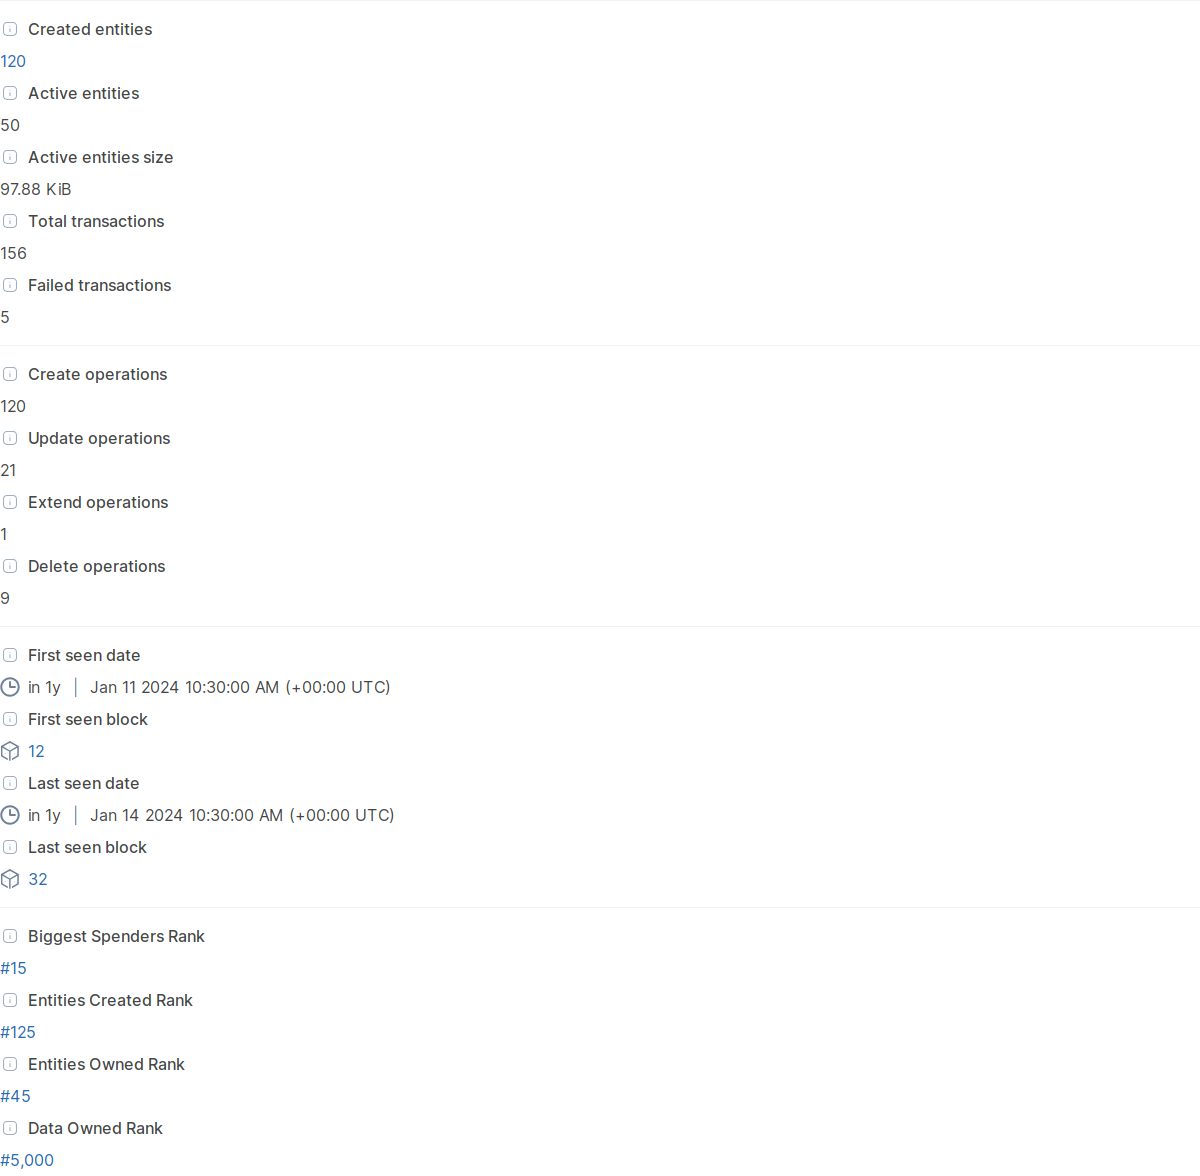 Created entities
120
Active entities
50
Active entities size
97.88 KiB
Total transactions
156
Failed transactions
5
Create operations
120
Update operations
21
Extend operations
1
Delete operations
9
First seen date
in 1y | Jan 11 2024 10:30:00 AM (+00:00 UTC)
First seen block
12
Last seen date
in 1y | Jan 14 2024 10:30:00 AM (+00:00 UTC)
Last seen block
32
Biggest Spenders Rank
#15
Entities Created Rank
#125
Entities Owned Rank
#45
Data Owned Rank
#5,000